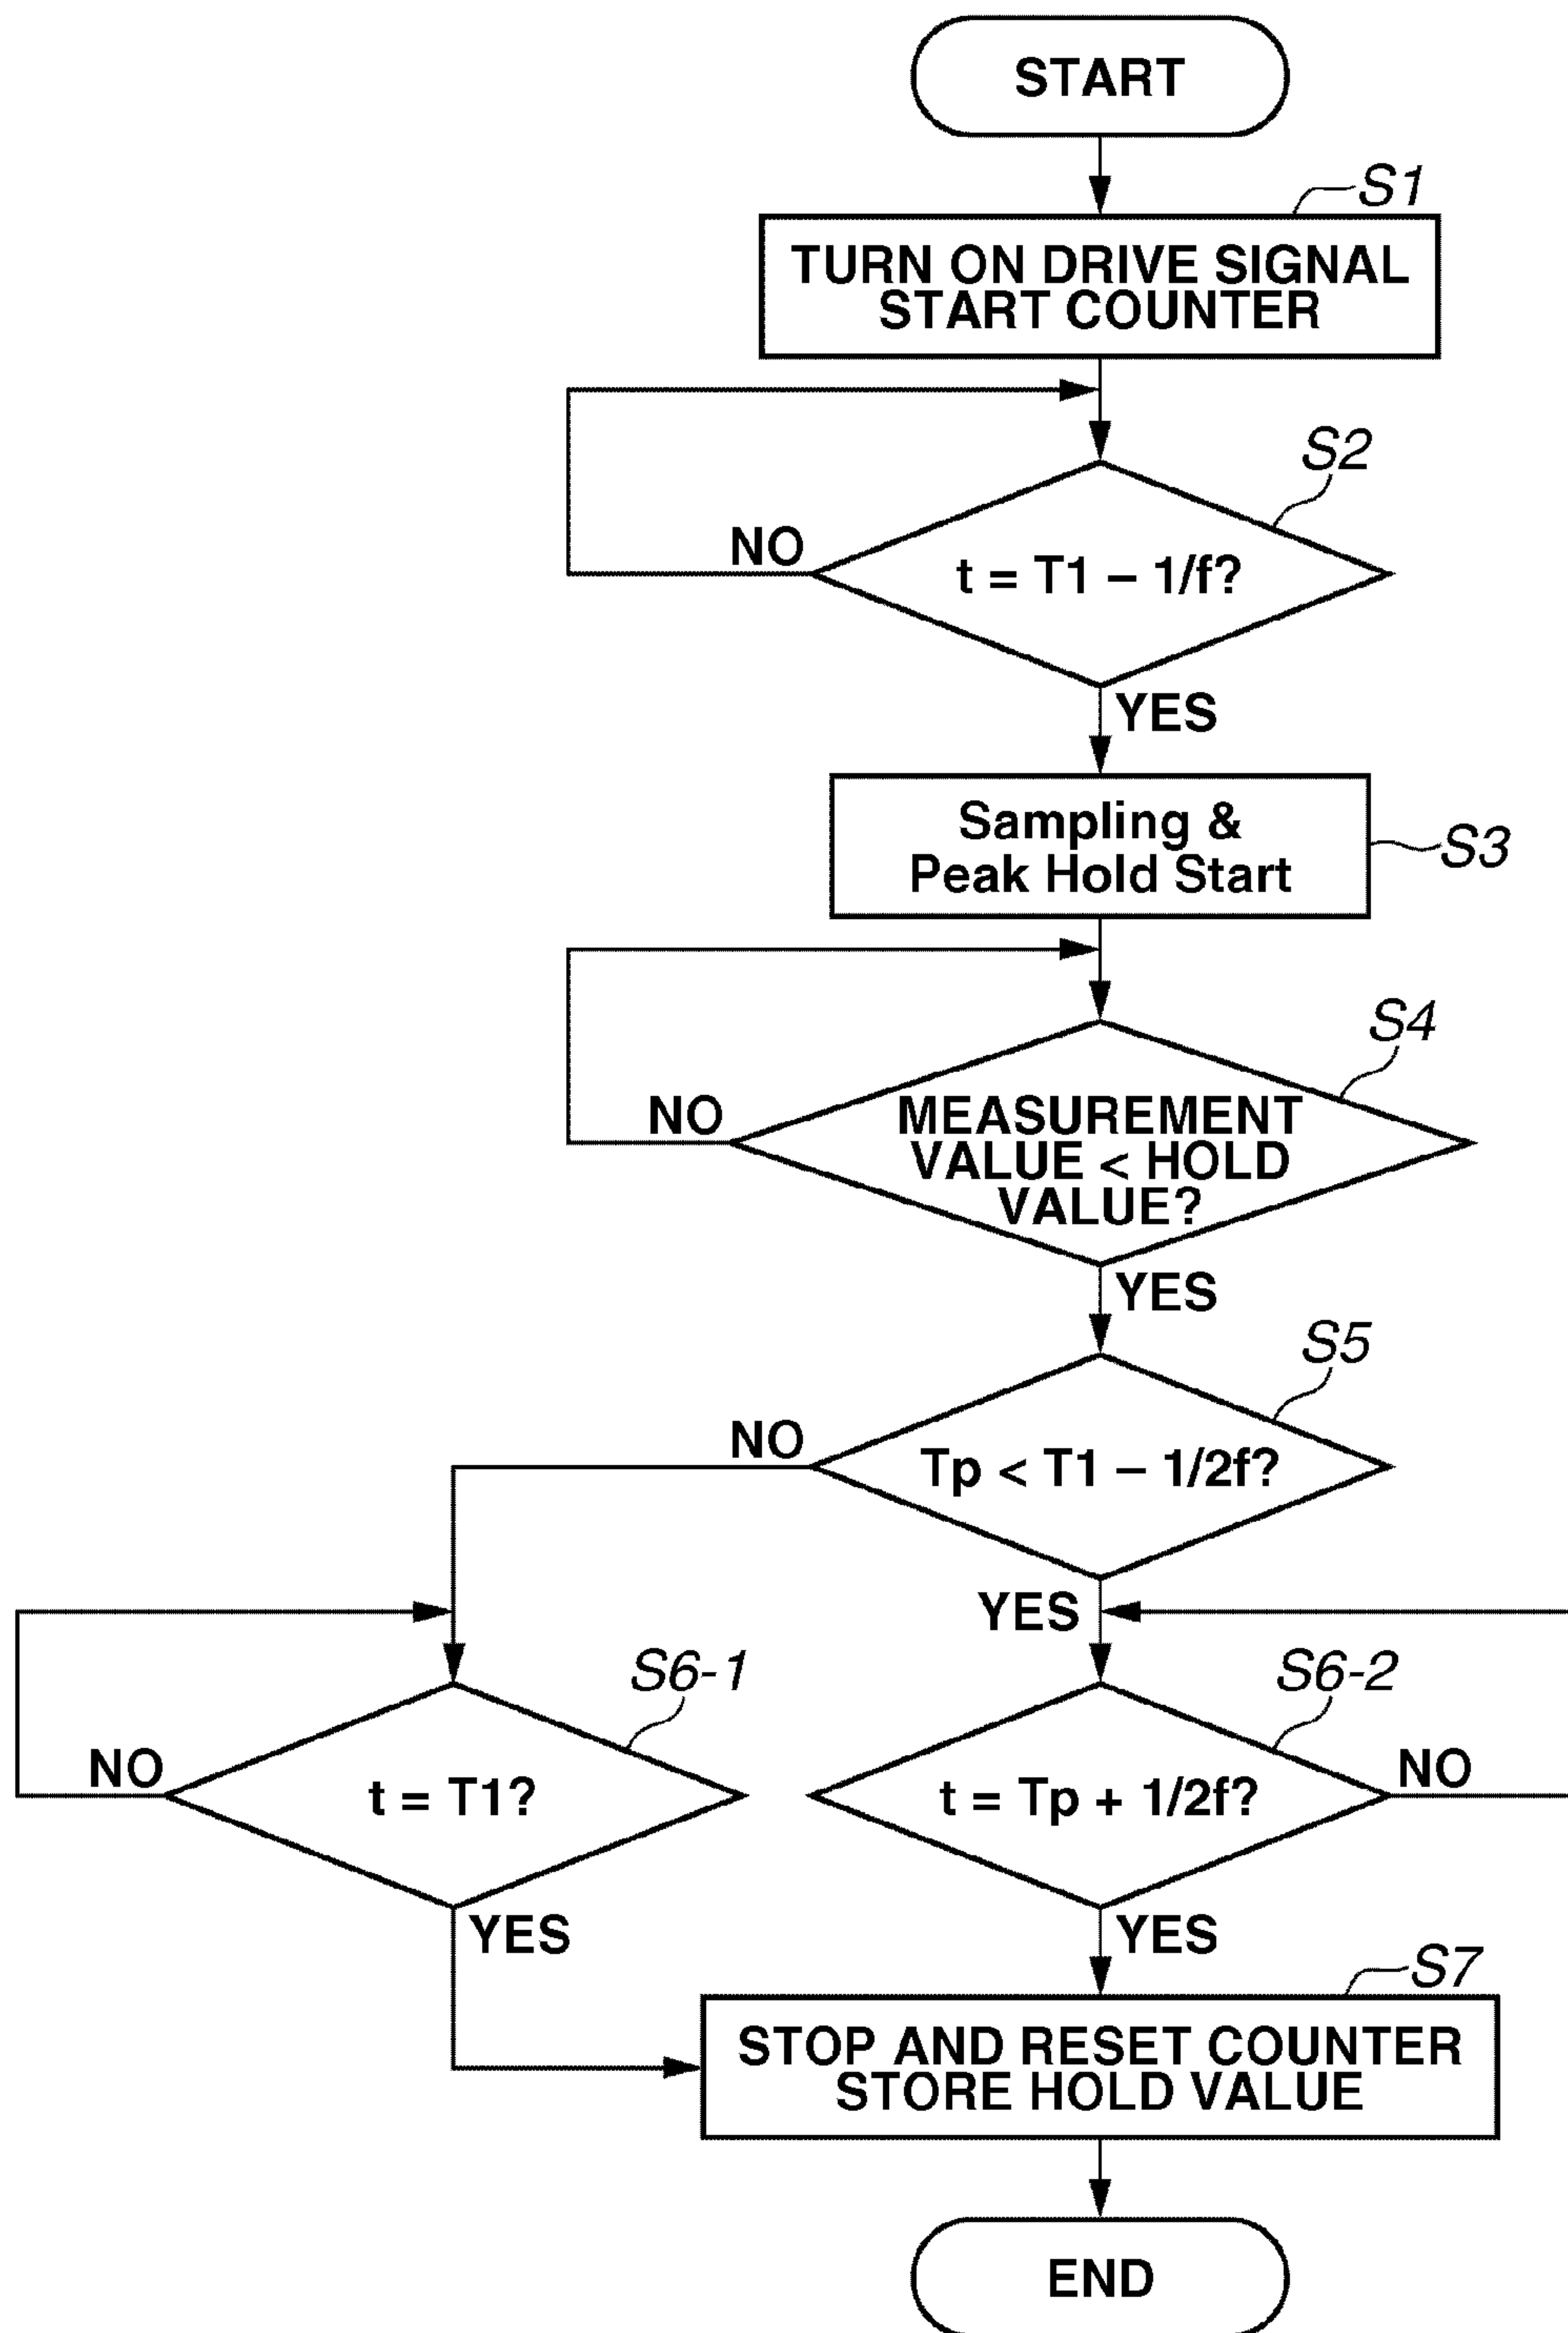 START
S1
TURN ON DRIVE SIGNAL
START COUNTER
S2
NO
t = T1 – 1/f?
YES
Sampling &
Peak Hold Start
S3
S4
NO
MEASUREMENT
VALUE < HOLD
VALUE?
YES
S5
NO
Tp < T1 – 1/2f?
YES
S6-1
S6-2
NO
t = T1?
t = Tp + 1/2f?
NO
YES
YES
S7
STOP AND RESET COUNTER
STORE HOLD VALUE
END